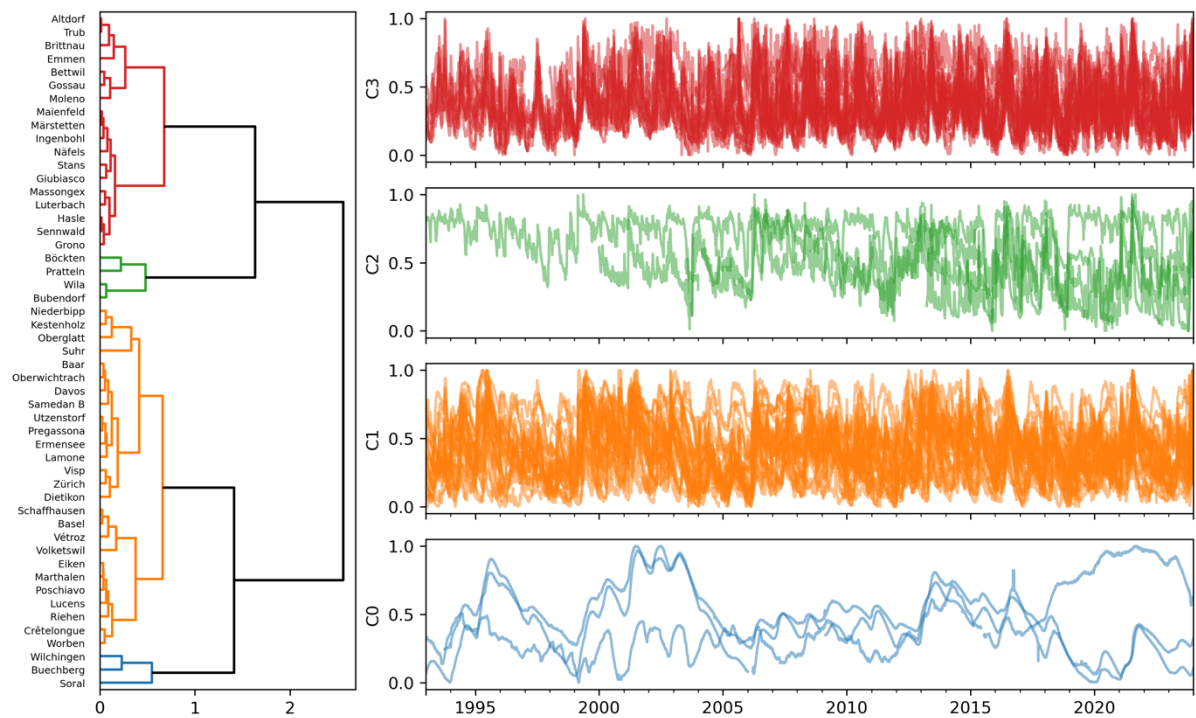 Altdorf
Trub
Brittnau
Emmen
Bettwil
Gossau
Moleno
Maienfeld
Märstetten
Ingenbohl
Näfels
Stans
Giubiasco
Massongex
Luterbach
Hasle
Sennwald
Grono
Böckten
Pratteln
Wila
Bubendorf
Niederbipp
Kestenholz
Oberglatt
Suhr
Baar
Oberwichtrach
Davos
Samedan B
Utzenstorf
Pregassona
Ermensee
Lamone
Visp
Zürich
Dietikon
Schaffhausen
Basel
Vétroz
Volketswil
Eiken
Marthalen
Poschiavo
Lucens
Riehen
Crêtelongue
Worben
Wilchingen
Buechberg
Soral
0 1 2
C3
1.0
0.5
0.0
C2
1.0
0.5
0.0
C1
1.0
0.5
0.0
C0
1.0
0.5
0.0
1995 2000 2005 2010 2015 2020